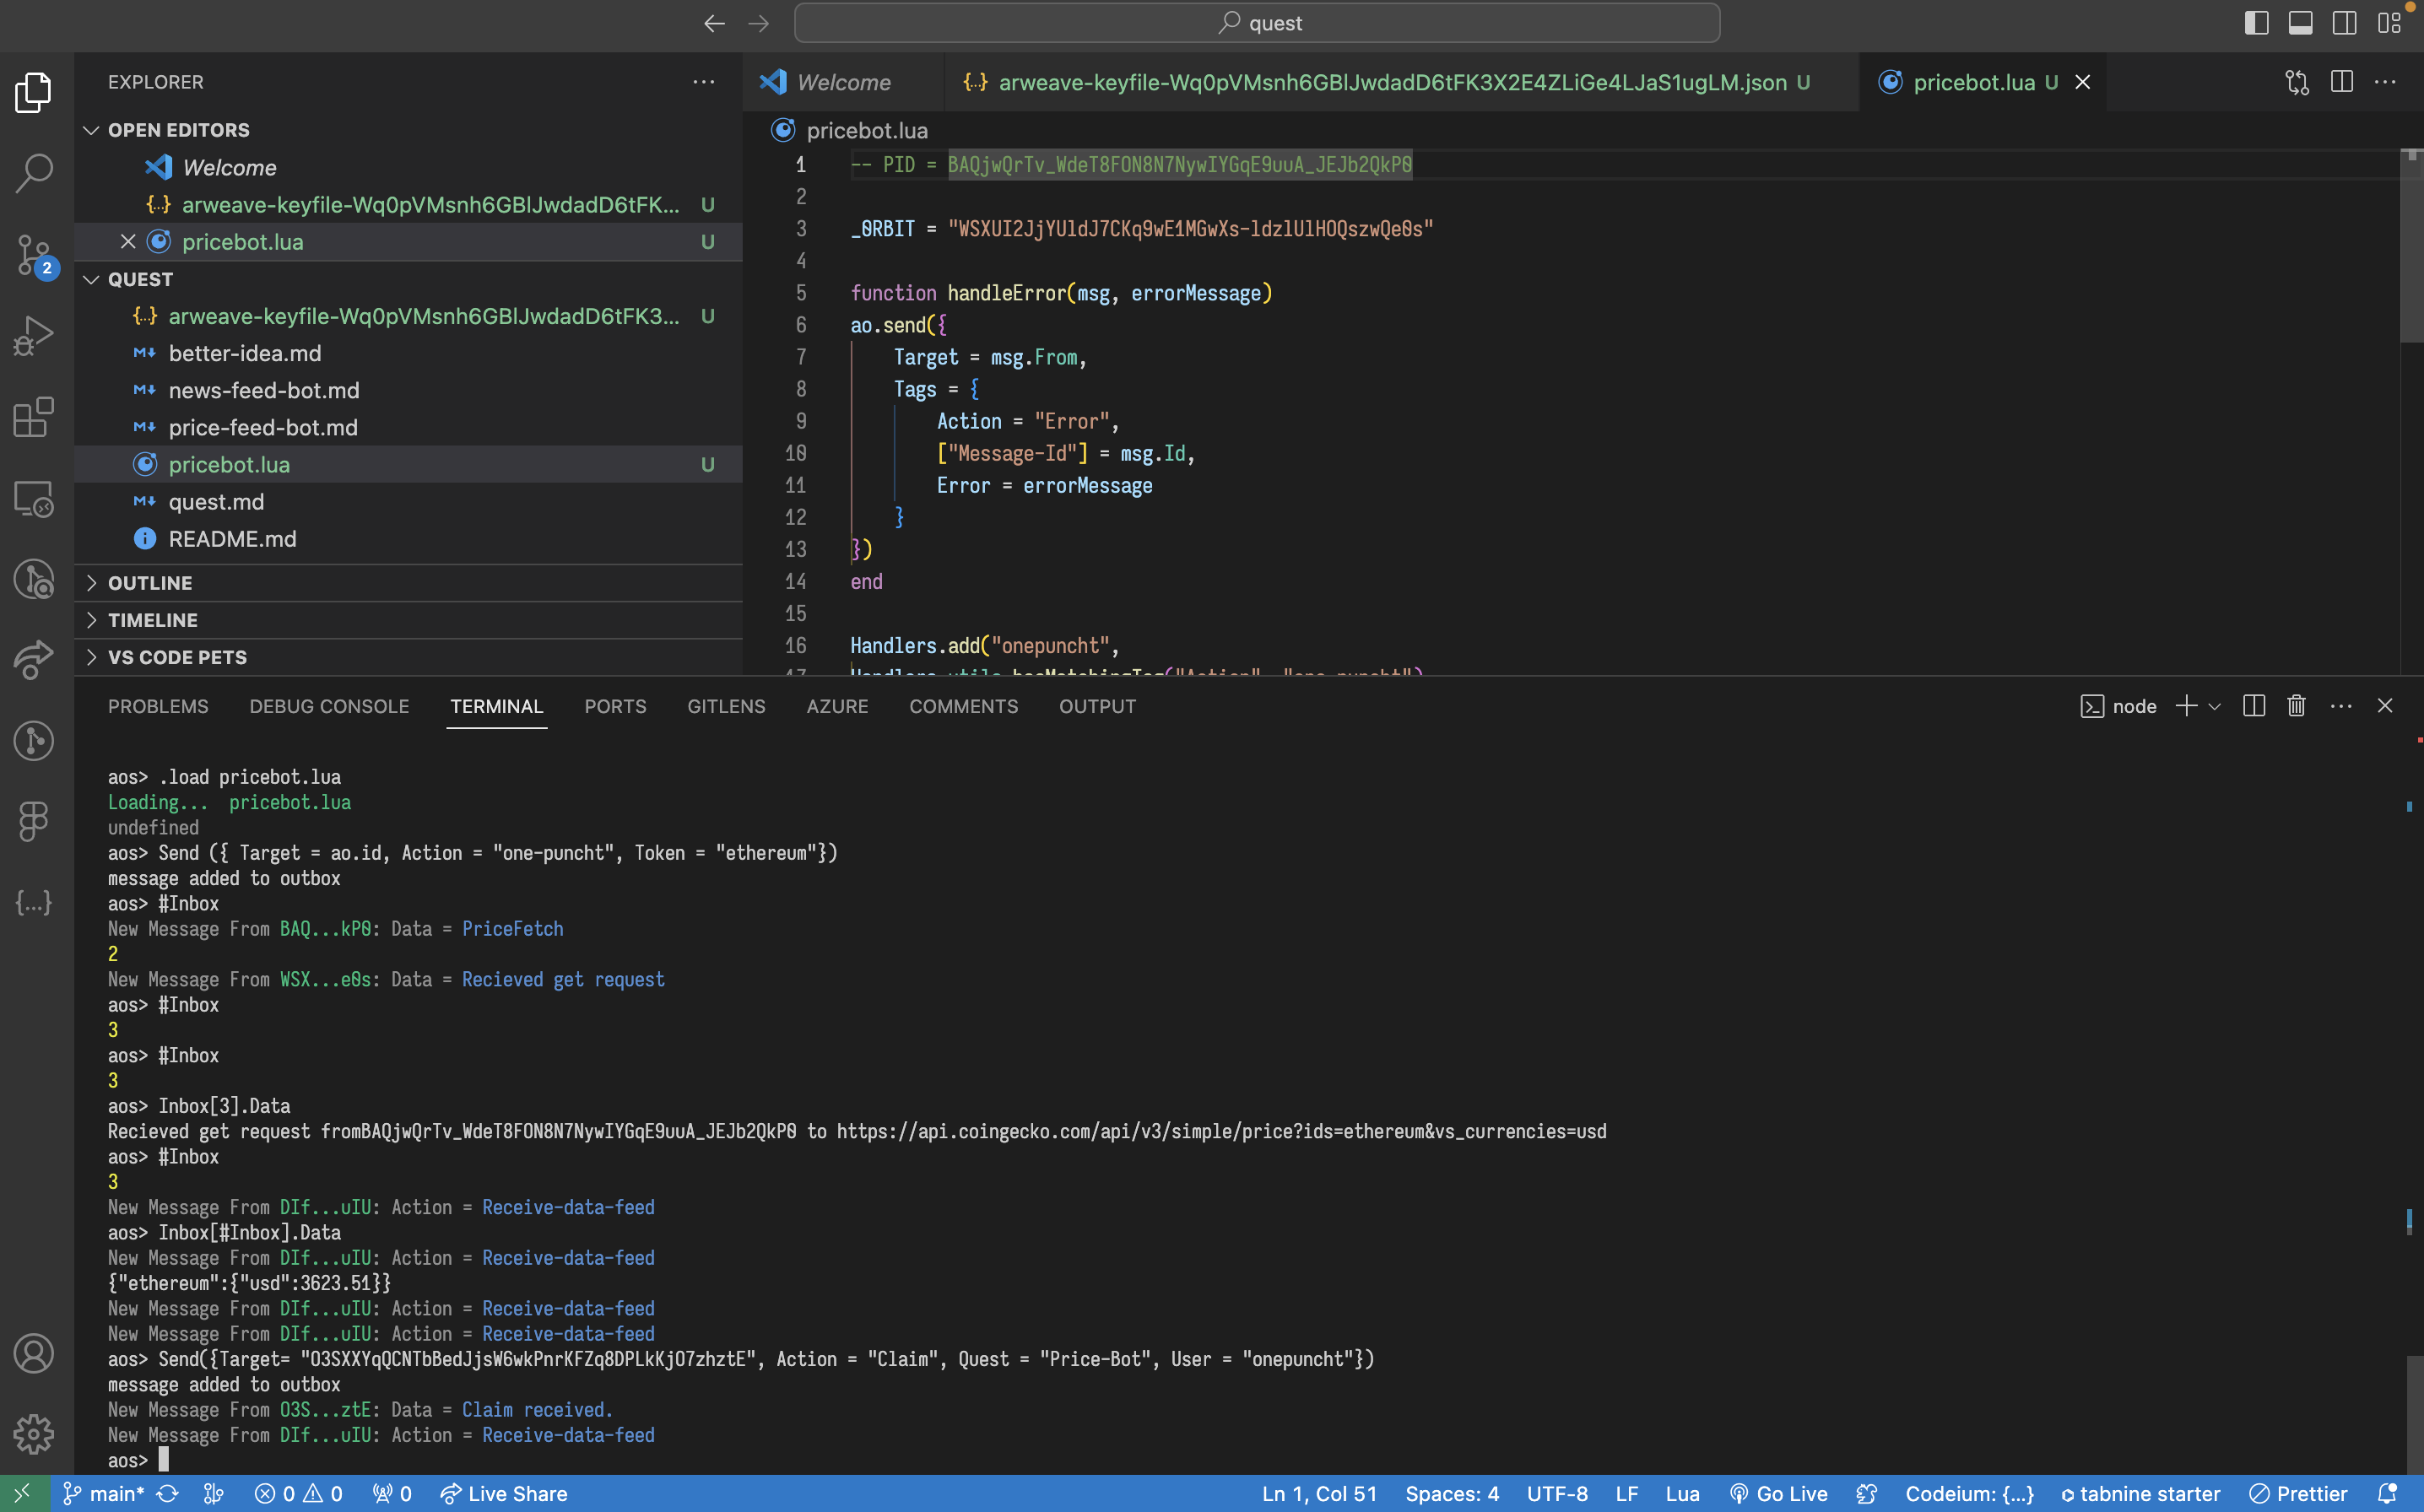 quest
EXPLORER
OPEN EDITORS
Welcome
arweave-keyfile-Wq0pVMsnh6GBlJwdadD6tFK... U
pricebot.lua U
QUEST
arweave-keyfile-Wq0pVMsnh6GBlJwdadD6tFK3... U
better-idea.md
news-feed-bot.md
price-feed-bot.md
pricebot.lua U
quest.md
README.md
OUTLINE
TIMELINE
VS CODE PETS
2
Welcome
arweave-keyfile-Wq0pVMsnh6GBlJwdadD6tFK3X2E4ZLiGe4LJaS1ugLM.json U
pricebot.lua U
pricebot.lua
1 -- PID = BAQjwQrTv_WdeT8FON8N7NywIYGqE9uuA_JEJb2QkP0
2
3 _0RBIT = "WSXUI2JjYUldJ7CKq9wE1MGwXs-ldzlUlHOQszwQe0s"
4
5 function handleError(msg, errorMessage)
6 ao.send({
7 Target = msg.From,
8 Tags = {
9 Action = "Error",
10 ["Message-Id"] = msg.Id,
11 Error = errorMessage
12 }
13 })
14 end
15
16 Handlers.add("onepuncht",
17 Handlers.utils.hasMatchingTag("Action", "one-puncht")
PROBLEMS DEBUG CONSOLE TERMINAL PORTS GITLENS AZURE COMMENTS OUTPUT
node
aos> .load pricebot.lua
Loading... pricebot.lua
undefined
aos> Send ({ Target = ao.id, Action = "one-puncht", Token = "ethereum"})
message added to outbox
aos> #Inbox
New Message From BAQ...kP0: Data = PriceFetch
2
New Message From WSX...e0s: Data = Recieved get request
aos> #Inbox
3
aos> #Inbox
3
aos> Inbox[3].Data
Recieved get request fromBAQjwQrTv_WdeT8FON8N7NywIYGqE9uuA_JEJb2QkP0 to https://api.coingecko.com/api/v3/simple/price?ids=ethereum&vs_currencies=usd
aos> #Inbox
3
New Message From DIf...uIU: Action = Receive-data-feed
aos> Inbox[#Inbox].Data
New Message From DIf...uIU: Action = Receive-data-feed
{"ethereum":{"usd":3623.51}}
New Message From DIf...uIU: Action = Receive-data-feed
New Message From DIf...uIU: Action = Receive-data-feed
aos> Send({Target= "O3SXXYqQCNTbBedJjsW6wkPnrKFZq8DPLkKjO7zhztE", Action = "Claim", Quest = "Price-Bot", User = "onepuncht"})
message added to outbox
New Message From O3S...ztE: Data = Claim received.
New Message From DIf...uIU: Action = Receive-data-feed
aos>
main* 0 0 0 Live Share Ln 1, Col 51 Spaces: 4 UTF-8 LF Lua Go Live Codeium: {...} tabnine starter Prettier